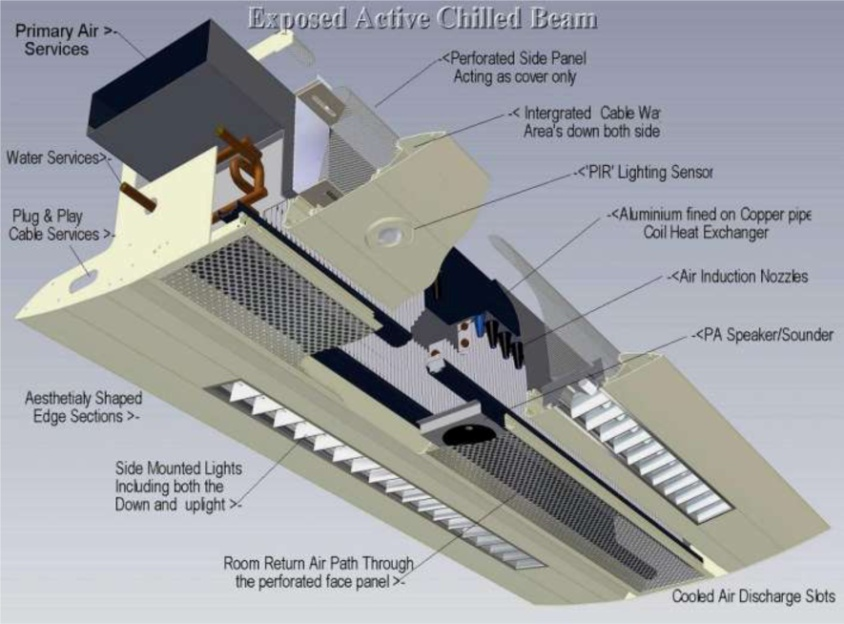 Exposed Active Chilled Beam
Primary Air >-
Services
-<Perforated Side Panel
Acting as cover only
-< Intergrated Cable Wa
Area's down both side
Water Services>-
-<'PIR' Lighting Sensor
Plug & Play
Cable Services >-
-<Aluminium fined on Copper pipe
Coil Heat Exchanger
-<Air Induction Nozzles
-<PA Speaker/Sounder
Aesthetialy Shaped
Edge Sections >-
Side Mounted Lights
Including both the
Down and uplight >-
Room Return Air Path Through
the perforated face panel >-
Cooled Air Discharge Slots